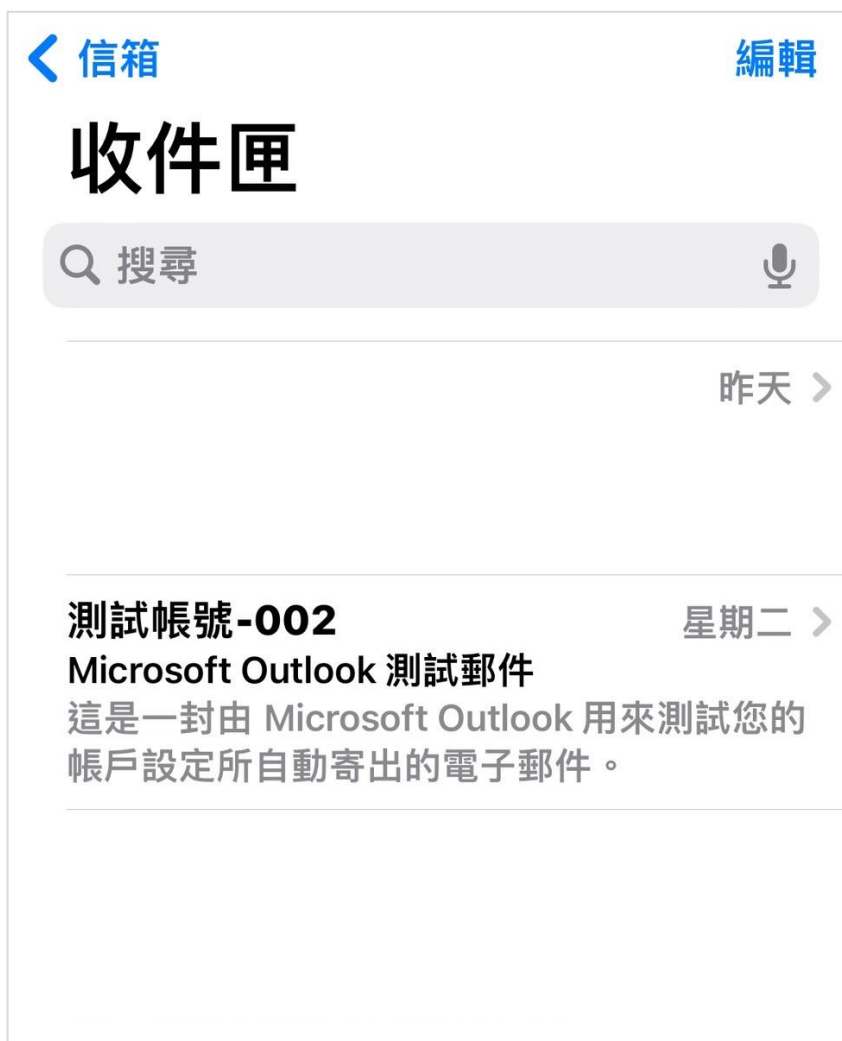 信箱
編輯
收件匣
搜尋
昨天
測試帳號-002
星期二
Microsoft Outlook 測試郵件
這是一封由 Microsoft Outlook 用來測試您的
帳戶設定所自動寄出的電子郵件。